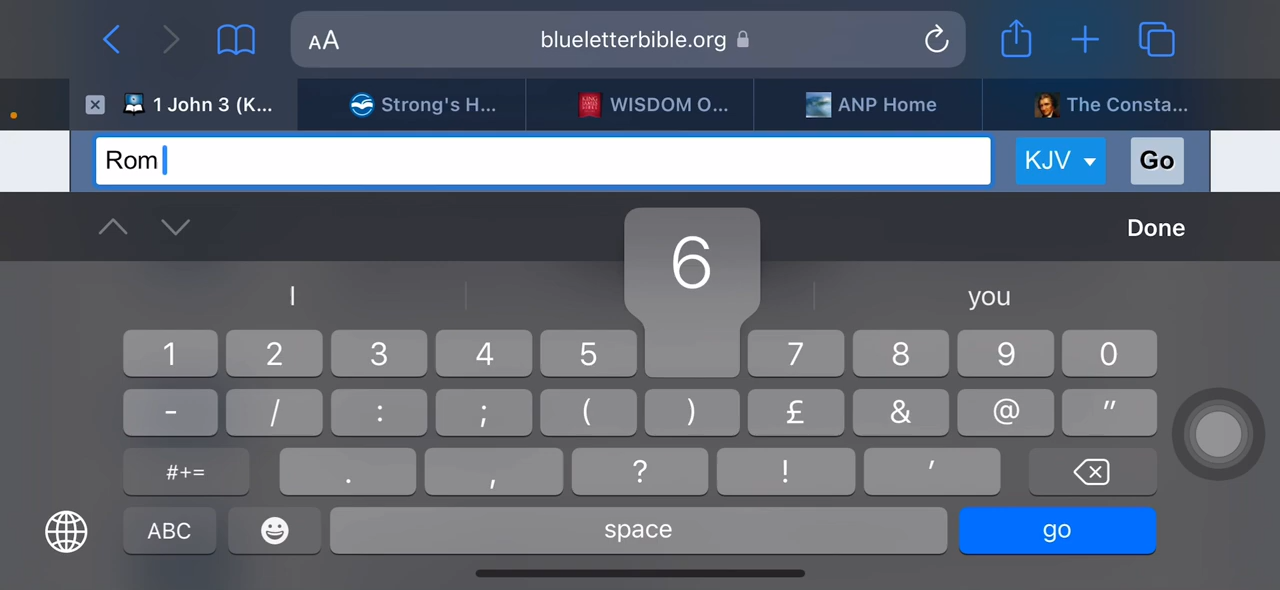 AA blueletterbible.org
1 John 3 (K... Strong's H... WISDOM O... ANP Home The Consta...
Rom KJV Go
Done
I you
6
1 2 3 4 5 7 8 9 0
- / : ; ( ) £ & @ "
#+= . , ? ! '
ABC space go